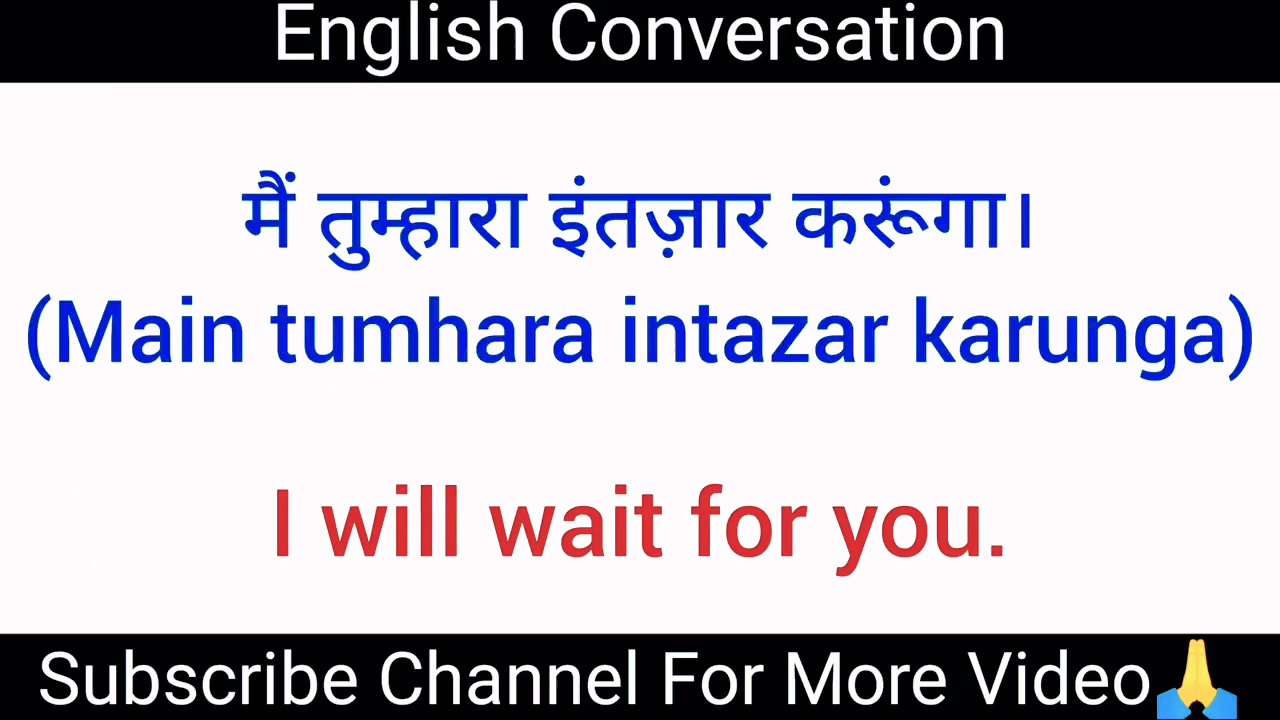 English Conversation
मैं तुम्हारा इंतज़ार करूंगा।
(Main tumhara intazar karunga)
I will wait for you.
Subscribe Channel For More Video🙏